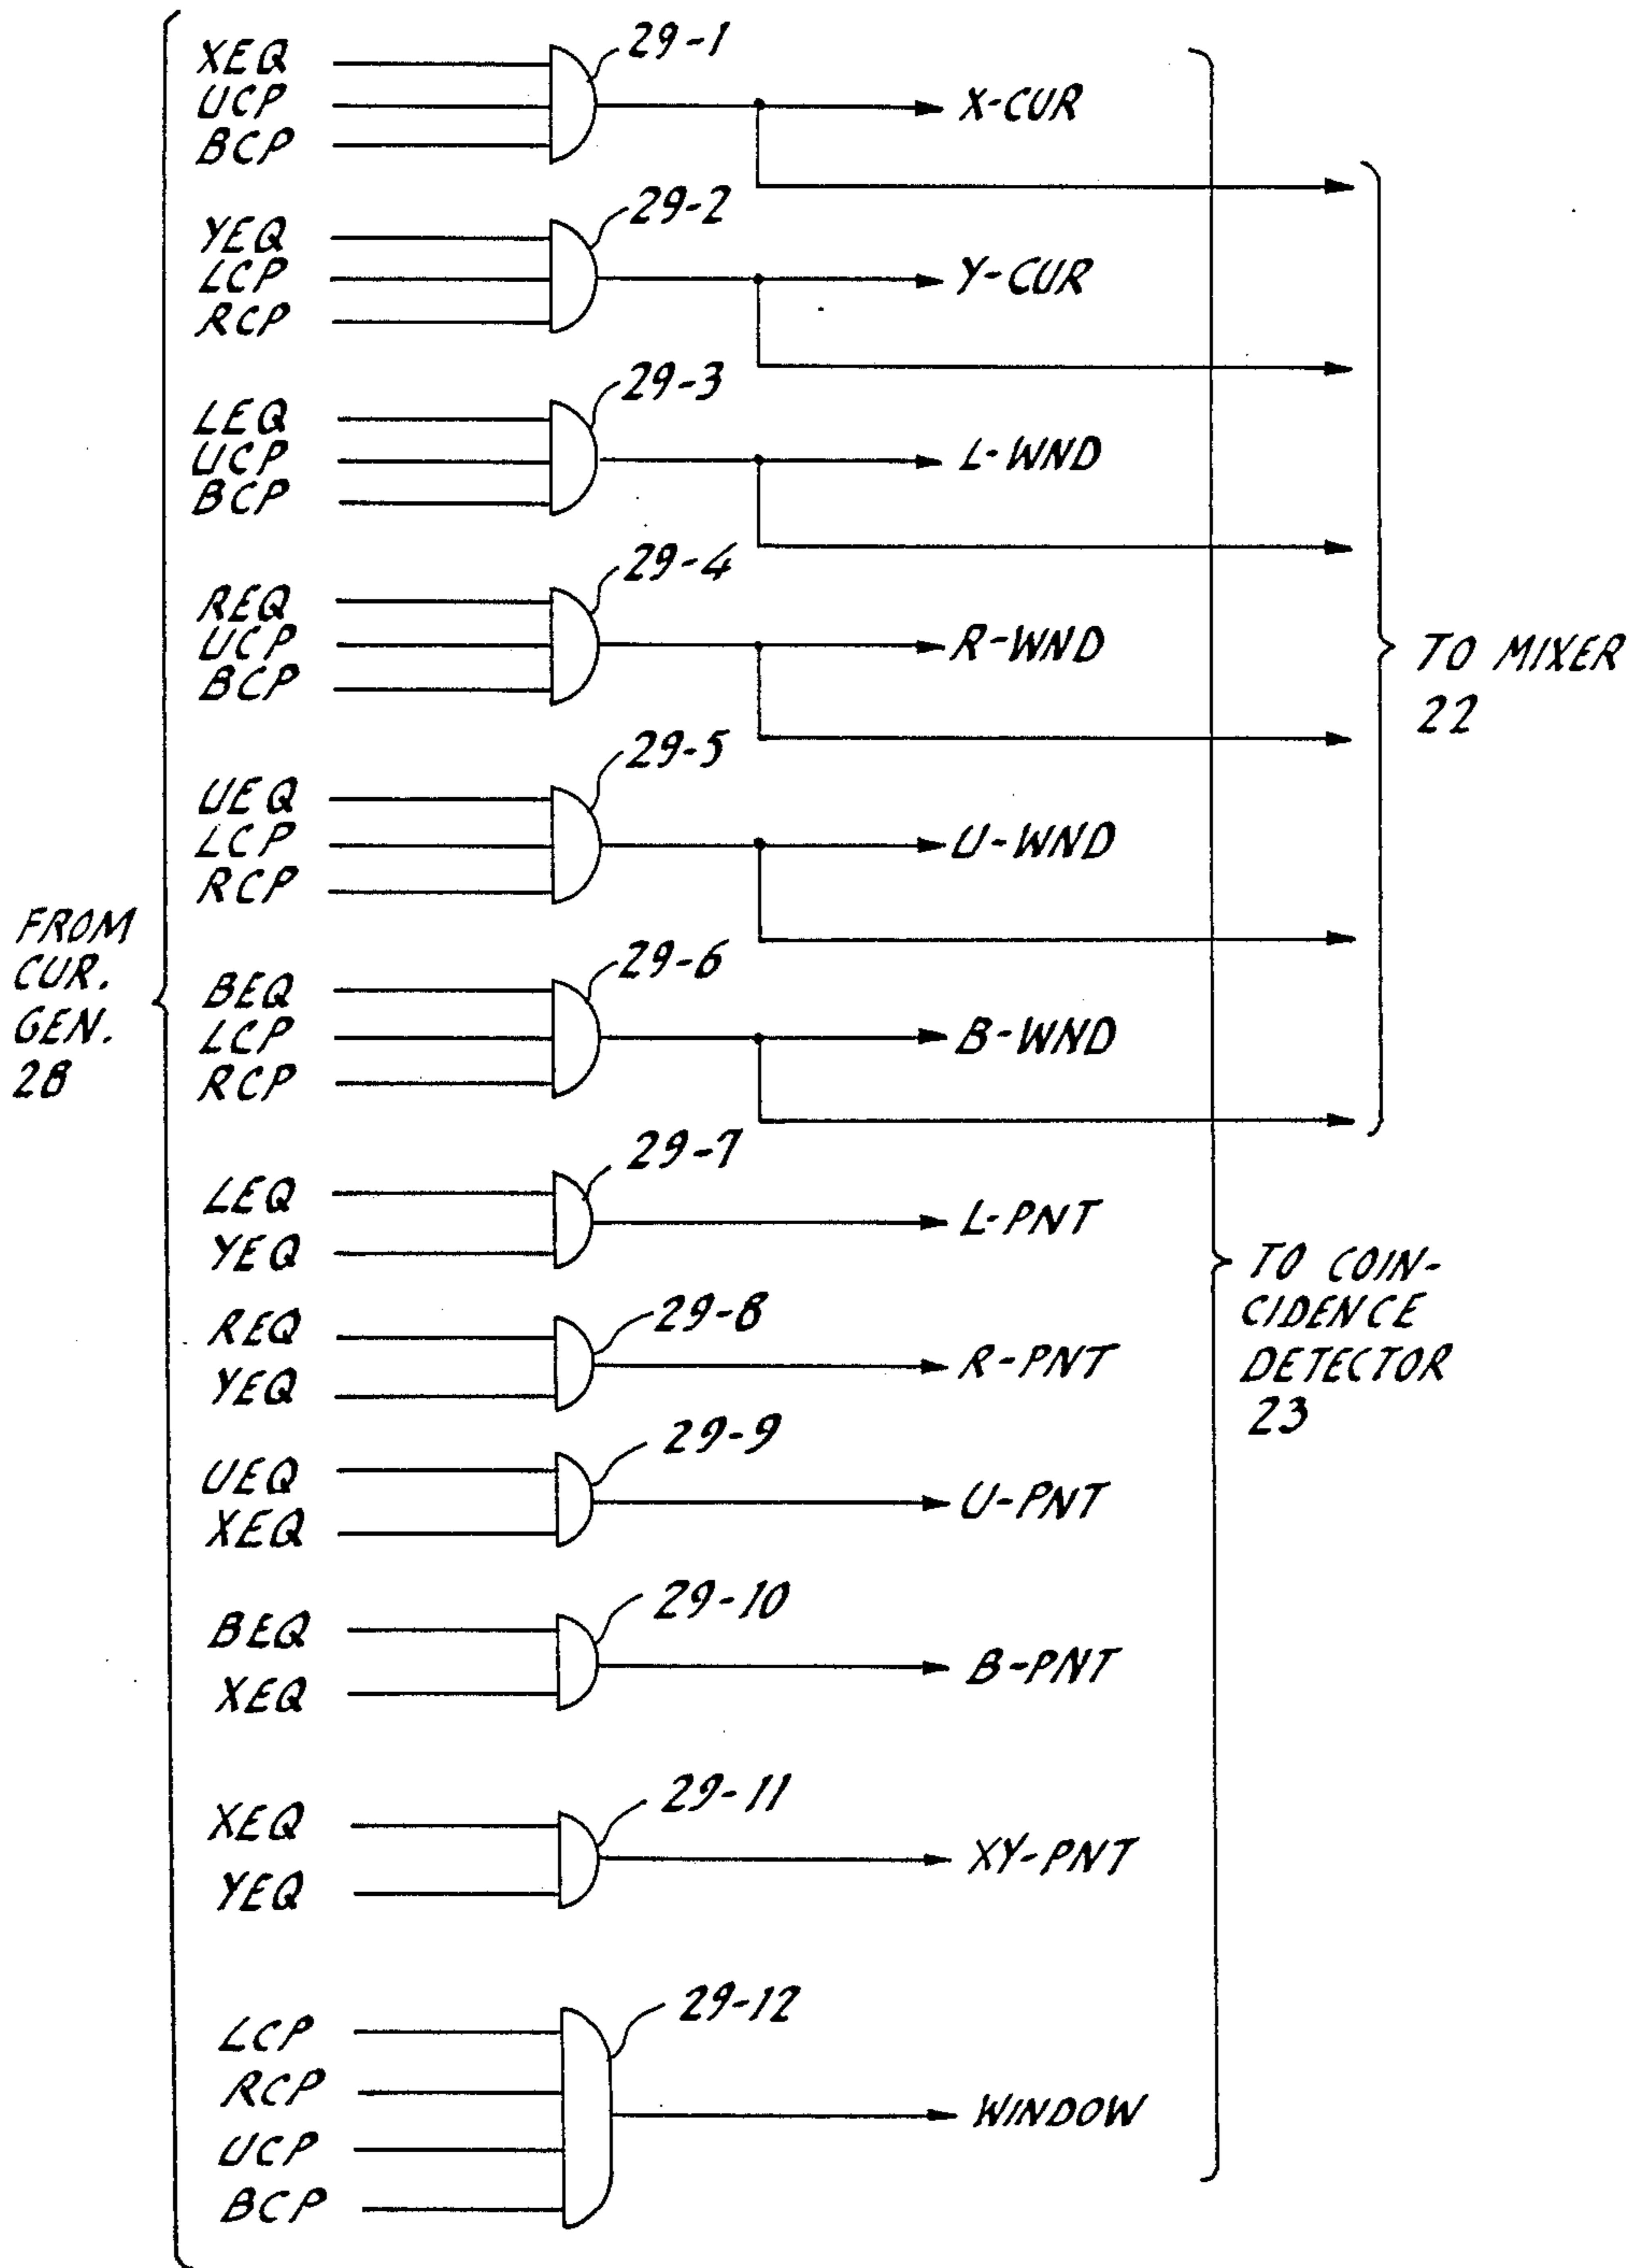 XEQ
UCP
BCP
29-1
X-CUR
YEQ
LCP
RCP
29-2
Y-CUR
LEQ
UCP
BCP
29-3
L-WND
REQ
UCP
BCP
29-4
R-WND
TO MIXER
22
UEQ
LCP
RCP
29-5
U-WND
FROM
CUR.
GEN.
28
BEQ
LCP
RCP
29-6
B-WND
LEQ
YEQ
29-7
L-PNT
TO COIN-
CIDENCE
DETECTOR
23
REQ
YEQ
29-8
R-PNT
UEQ
XEQ
29-9
U-PNT
BEQ
XEQ
29-10
B-PNT
XEQ
YEQ
29-11
XY-PNT
LCP
RCP
UCP
BCP
29-12
WINDOW